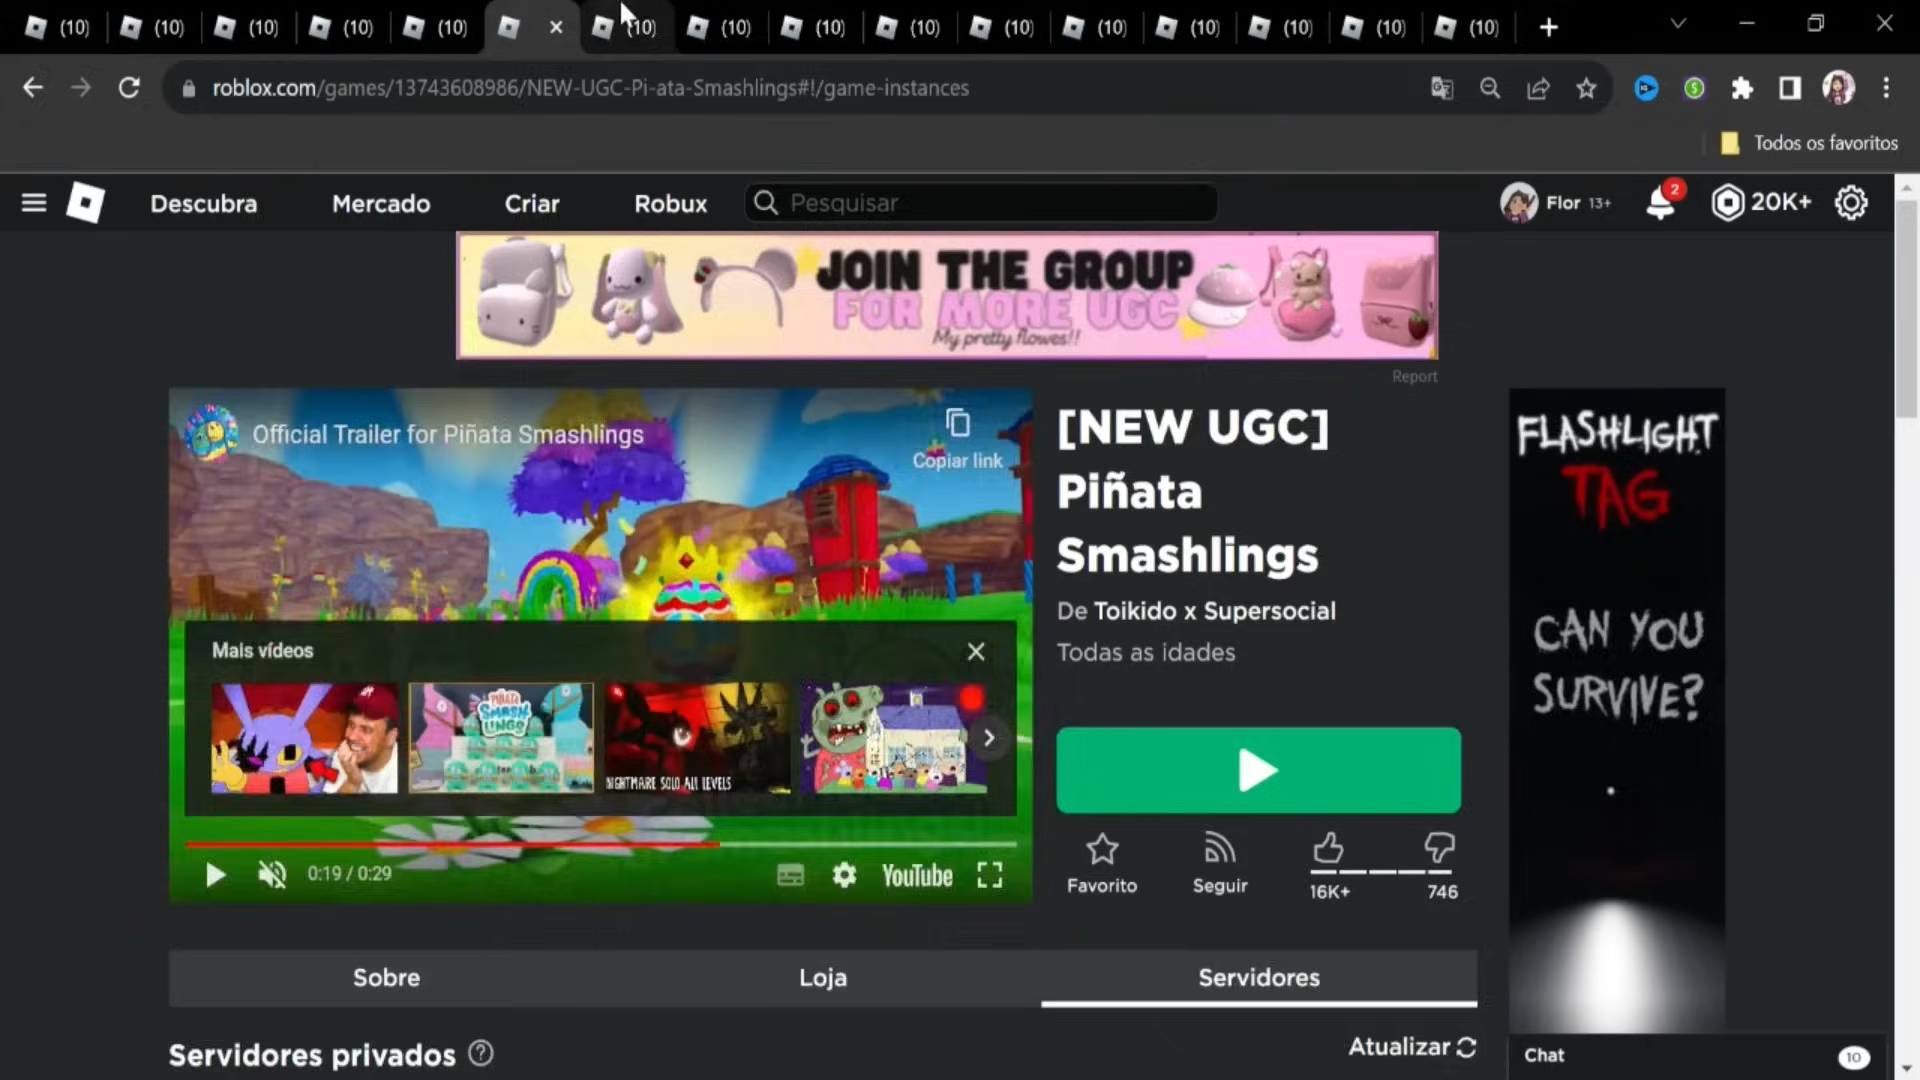 (10) (10) (10) (10) (10) (10) (10) (10) (10) (10) (10) (10) (10) (10) (10)
roblox.com/games/13743608986/NEW-UGC-Pi-ata-Smashlings#!/game-instances
Todos os favoritos
Descubra Mercado Criar Robux Pesquisar Flor 13+ 2 20K+
JOIN THE GROUP
FOR MORE UGC
My pretty flowes!!
Report
Official Trailer for Piñata Smashlings
Copiar link
Mais vídeos
PIÑATA
SMASH
LINGS
NIGHTMARE SOLO ALL LEVELS
0:19 / 0:29
YouTube
[NEW UGC]
Piñata
Smashlings
De Toikido x Supersocial
Todas as idades
Favorito
Seguir
16K+
746
FLASHLIGHT
TAG
CAN YOU
SURVIVE?
Sobre Loja Servidores
Servidores privados ?
Atualizar
Chat 10